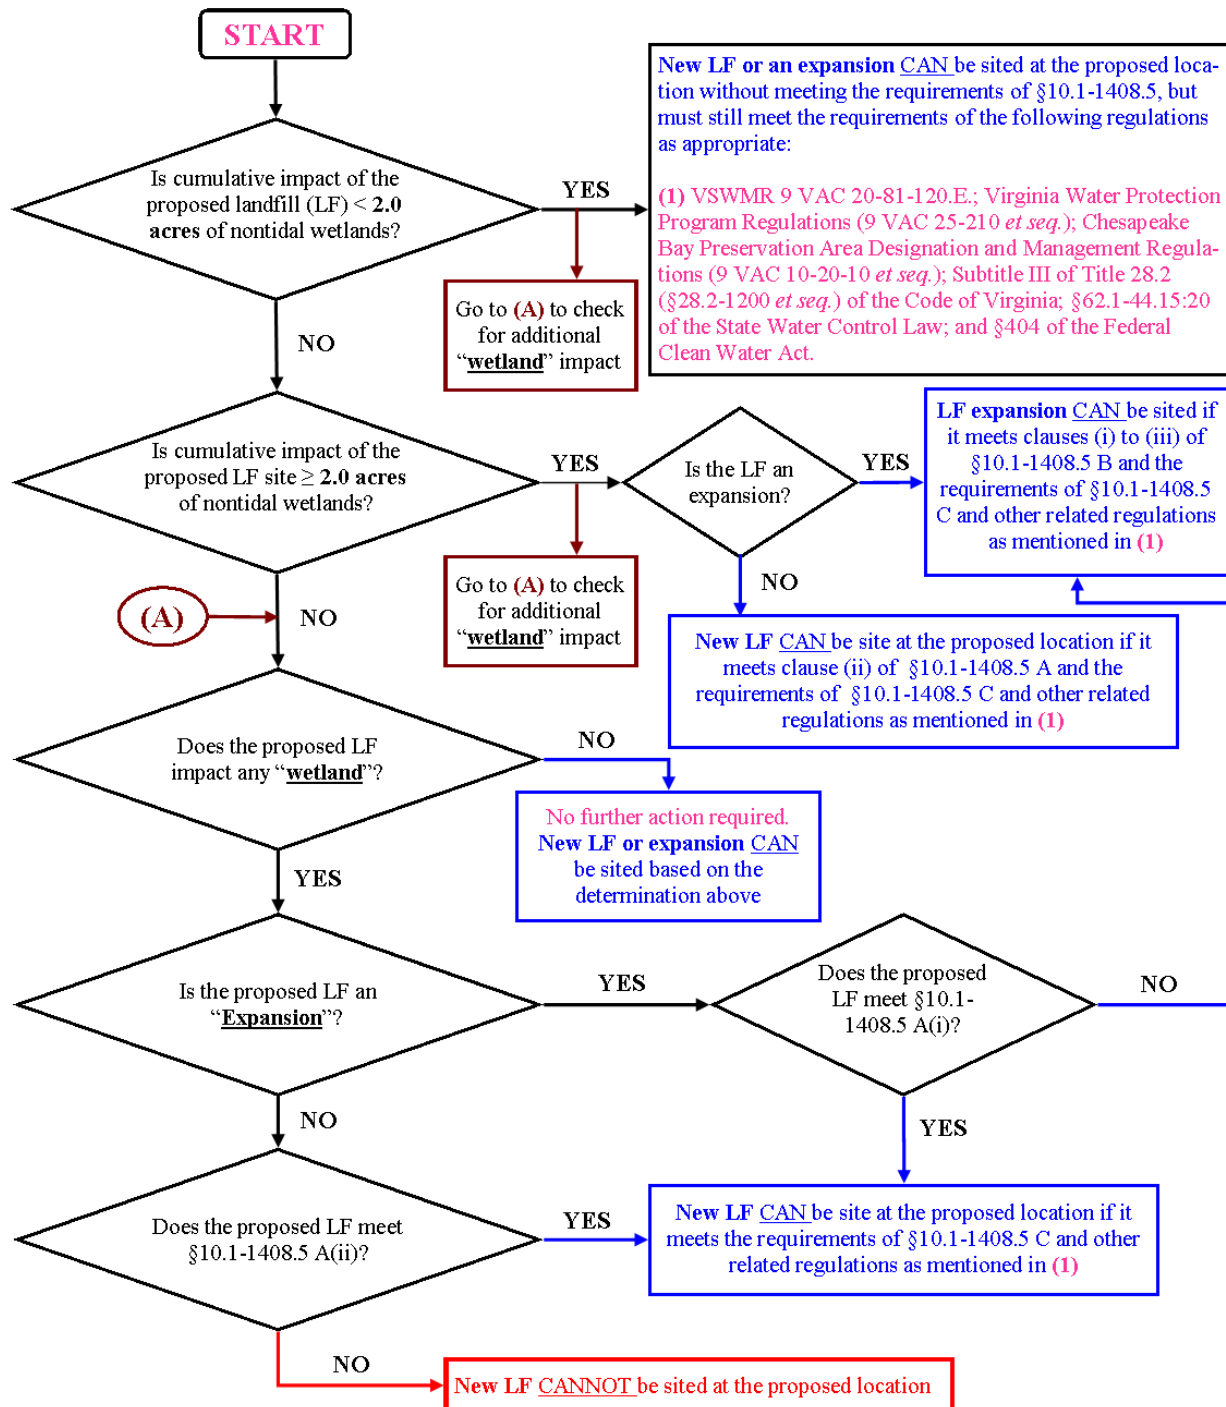 START
New LF or an expansion CAN be sited at the proposed loca-
tion without meeting the requirements of §10.1-1408.5, but
must still meet the requirements of the following regulations
as appropriate:
(1) VSWMR 9 VAC 20-81-120.E.; Virginia Water Protection
Program Regulations (9 VAC 25-210 et seq.); Chesapeake
Bay Preservation Area Designation and Management Regula-
tions (9 VAC 10-20-10 et seq.); Subtitle III of Title 28.2
(§28.2-1200 et seq.) of the Code of Virginia; §62.1-44.15:20
of the State Water Control Law; and §404 of the Federal
Clean Water Act.
Is cumulative impact of the
proposed landfill (LF) < 2.0
acres of nontidal wetlands?
YES
Go to (A) to check
for additional
“wetland” impact
NO
Is cumulative impact of the
proposed LF site ≥ 2.0 acres
of nontidal wetlands?
YES
Is the LF an
expansion?
YES
LF expansion CAN be sited if
it meets clauses (i) to (iii) of
§10.1-1408.5 B and the
requirements of §10.1-1408.5
C and other related regulations
as mentioned in (1)
Go to (A) to check
for additional
“wetland” impact
NO
New LF CAN be site at the proposed location if it
meets clause (ii) of §10.1-1408.5 A and the
requirements of §10.1-1408.5 C and other related
regulations as mentioned in (1)
(A)
NO
Does the proposed LF
impact any “wetland”?
NO
No further action required.
New LF or expansion CAN
be sited based on the
determination above
YES
Is the proposed LF an
“Expansion”?
YES
Does the proposed
LF meet §10.1-
1408.5 A(i)?
NO
YES
NO
Does the proposed LF meet
§10.1-1408.5 A(ii)?
YES
New LF CAN be site at the proposed location if it
meets the requirements of §10.1-1408.5 C and other
related regulations as mentioned in (1)
NO
New LF CANNOT be sited at the proposed location